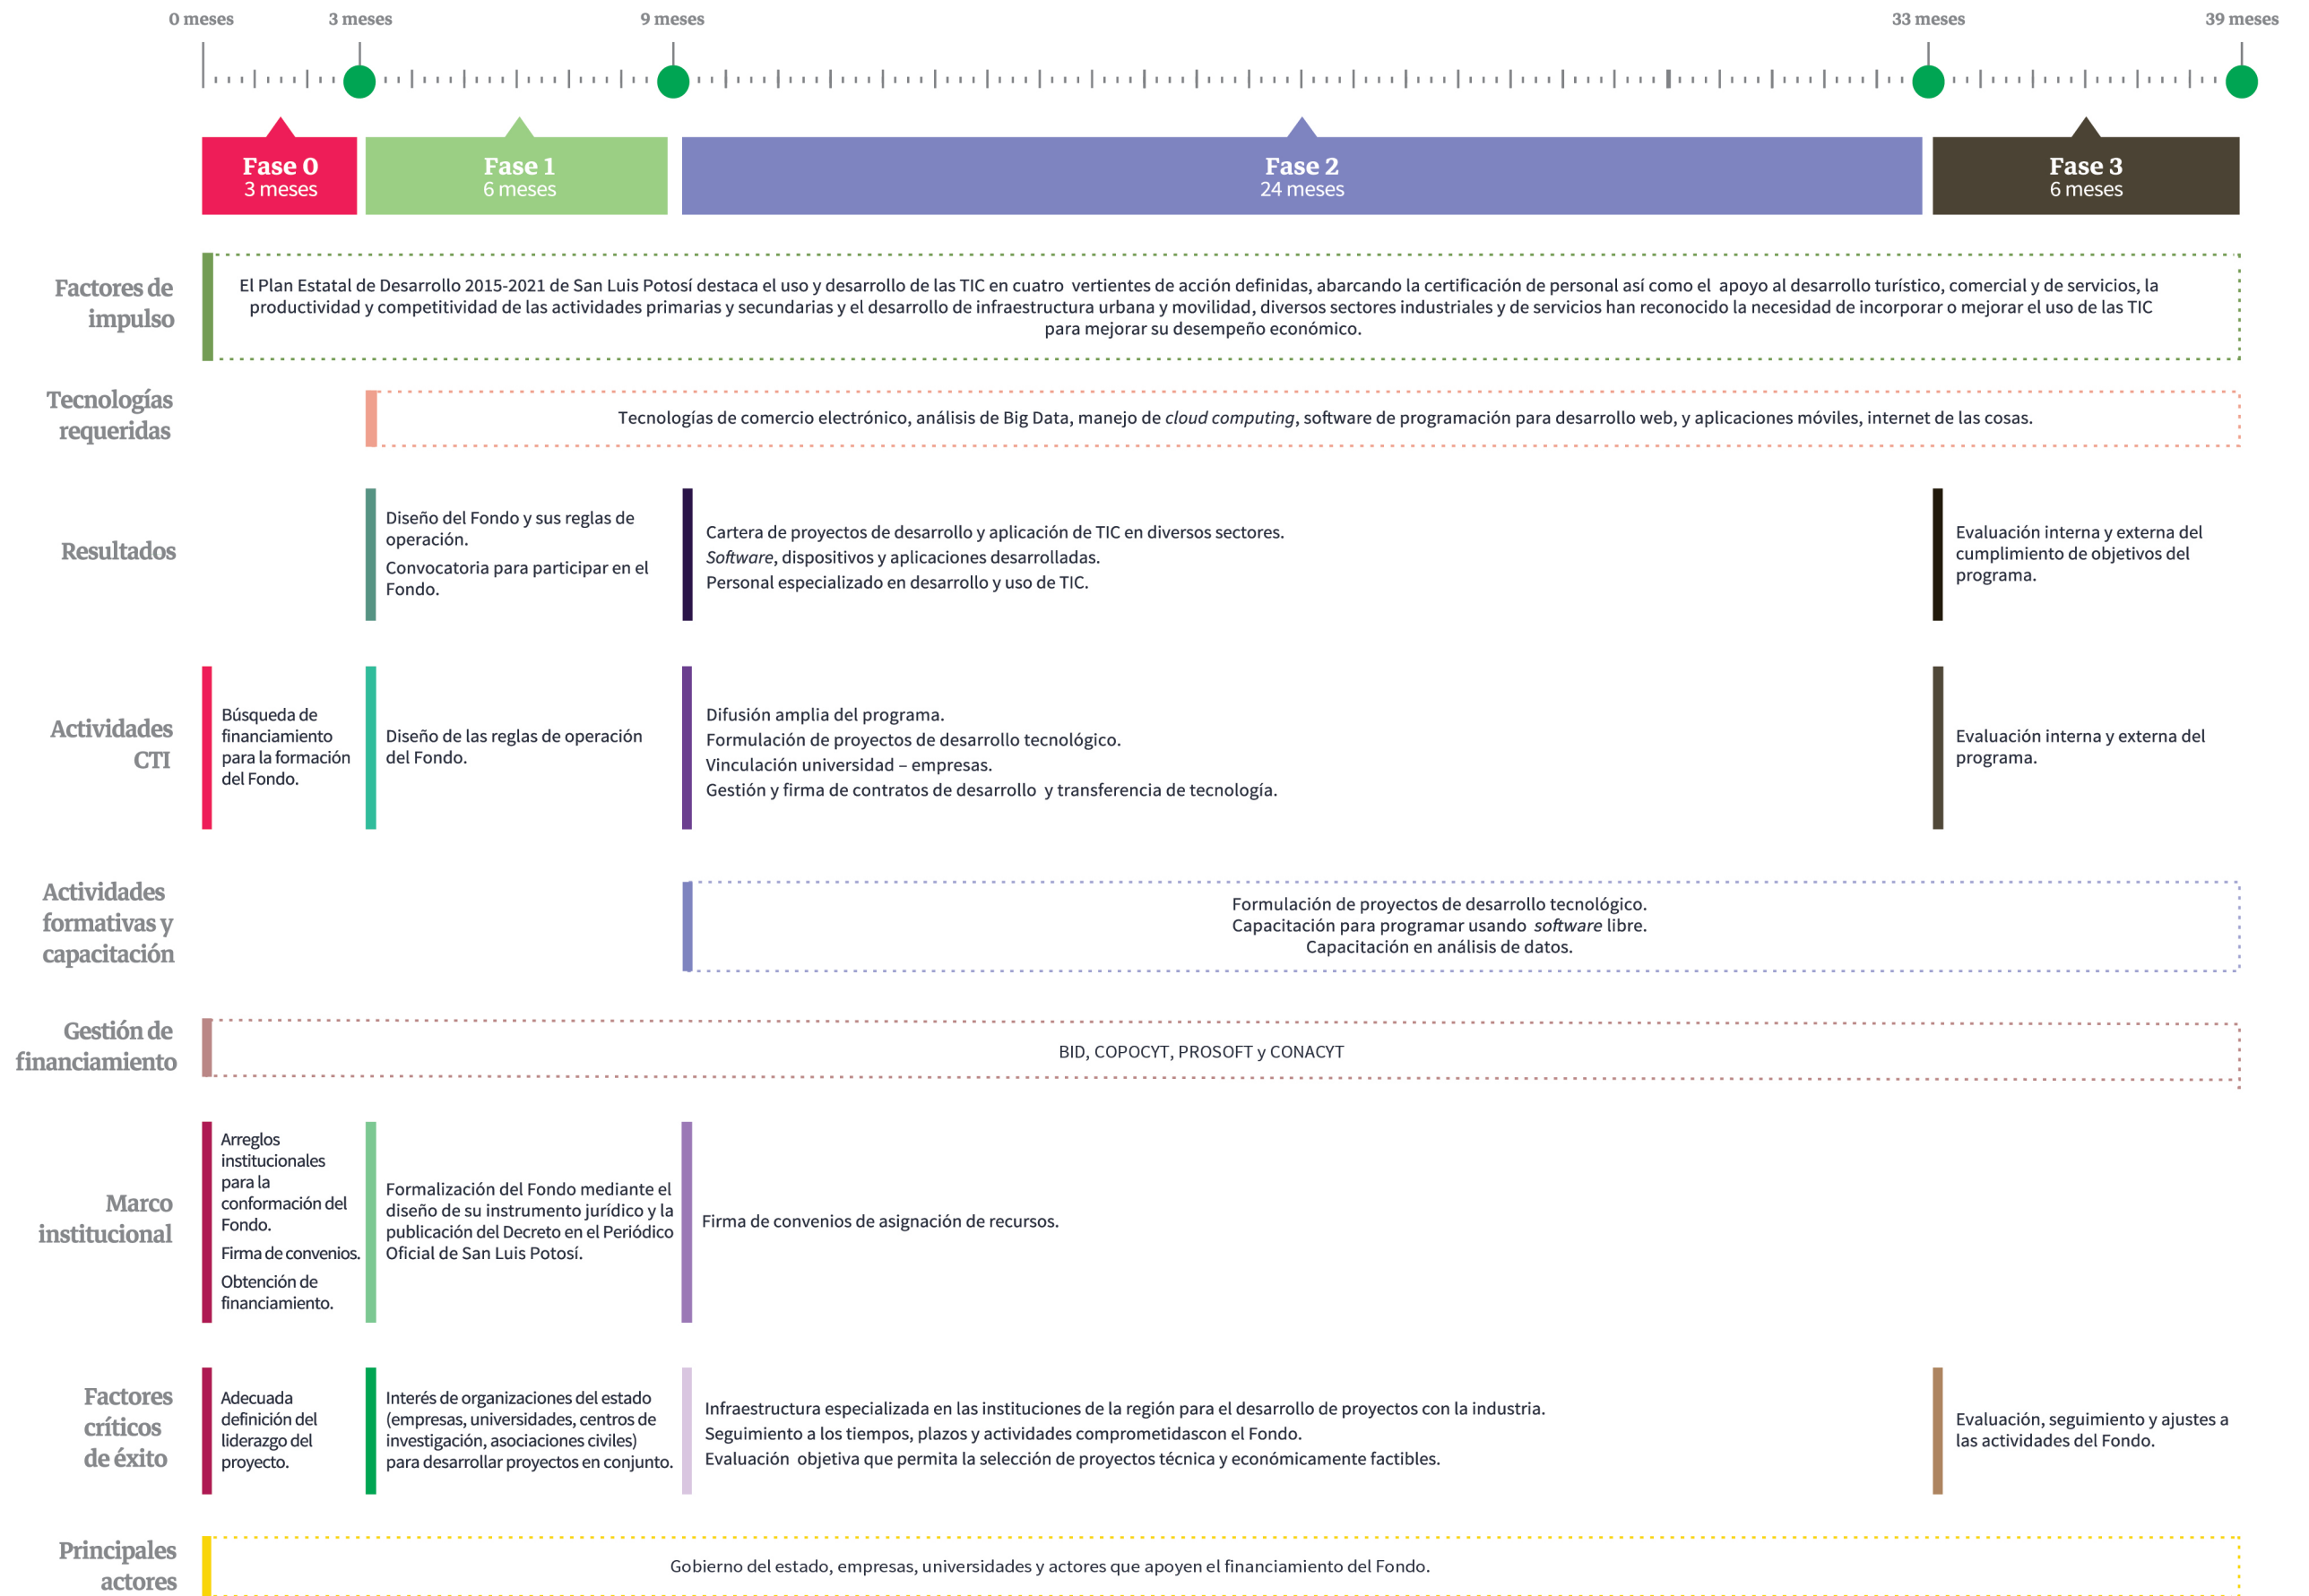 0 meses
3 meses
9 meses
33 meses
39 meses
Fase 0
3 meses
Fase 1
6 meses
Fase 2
24 meses
Fase 3
6 meses
Factores de
impulso
El Plan Estatal de Desarrollo 2015-2021 de San Luis Potosí destaca el uso y desarrollo de las TIC en cuatro vertientes de acción definidas, abarcando la certificación de personal así como el apoyo al desarrollo turístico, comercial y de servicios, la
productividad y competitividad de las actividades primarias y secundarias y el desarrollo de infraestructura urbana y movilidad, diversos sectores industriales y de servicios han reconocido la necesidad de incorporar o mejorar el uso de las TIC
para mejorar su desempeño económico.
Tecnologías
requeridas
Tecnologías de comercio electrónico, análisis de Big Data, manejo de cloud computing, software de programación para desarrollo web, y aplicaciones móviles, internet de las cosas.
Resultados
Diseño del Fondo y sus reglas de
operación.
Convocatoria para participar en el
Fondo.
Cartera de proyectos de desarrollo y aplicación de TIC en diversos sectores.
Software, dispositivos y aplicaciones desarrolladas.
Personal especializado en desarrollo y uso de TIC.
Evaluación interna y externa del
cumplimiento de objetivos del
programa.
Actividades
CTI
Búsqueda de
financiamiento
para la formación
del Fondo.
Diseño de las reglas de operación
del Fondo.
Difusión amplia del programa.
Formulación de proyectos de desarrollo tecnológico.
Vinculación universidad – empresas.
Gestión y firma de contratos de desarrollo y transferencia de tecnología.
Evaluación interna y externa del
programa.
Actividades
formativas y
capacitación
Formulación de proyectos de desarrollo tecnológico.
Capacitación para programar usando software libre.
Capacitación en análisis de datos.
Gestión de
financiamiento
BID, COPOCYT, PROSOFT y CONACYT
Marco
institucional
Arreglos
institucionales
para la
conformación del
Fondo.
Firma de convenios.
Obtención de
financiamiento.
Formalización del Fondo mediante el
diseño de su instrumento jurídico y la
publicación del Decreto en el Periódico
Oficial de San Luis Potosí.
Firma de convenios de asignación de recursos.
Factores
críticos
de éxito
Adecuada
definición del
liderazgo del
proyecto.
Interés de organizaciones del estado
(empresas, universidades, centros de
investigación, asociaciones civiles)
para desarrollar proyectos en conjunto.
Infraestructura especializada en las instituciones de la región para el desarrollo de proyectos con la industria.
Seguimiento a los tiempos, plazos y actividades comprometidascon el Fondo.
Evaluación objetiva que permita la selección de proyectos técnica y económicamente factibles.
Evaluación, seguimiento y ajustes a
las actividades del Fondo.
Principales
actores
Gobierno del estado, empresas, universidades y actores que apoyen el financiamiento del Fondo.